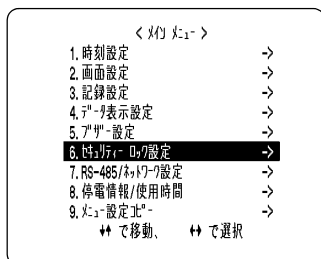 < ﾒｲﾝ ﾒﾆｭｰ >
1. 時刻設定 ->
2. 画面設定 ->
3. 記録設定 ->
4. ﾃﾞｰﾀ表示設定 ->
5. ﾌﾞｻﾞｰ設定 ->
6. ｾｷｭﾘﾃｨｰ ﾛｯｸ設定 ->
7. RS-485/ﾈｯﾄﾜｰｸ設定 ->
8. 停電情報/使用時間 ->
9. ﾒﾆｭｰ設定ｺﾋﾟｰ ->
↓↑ で移動、 ←→ で選択